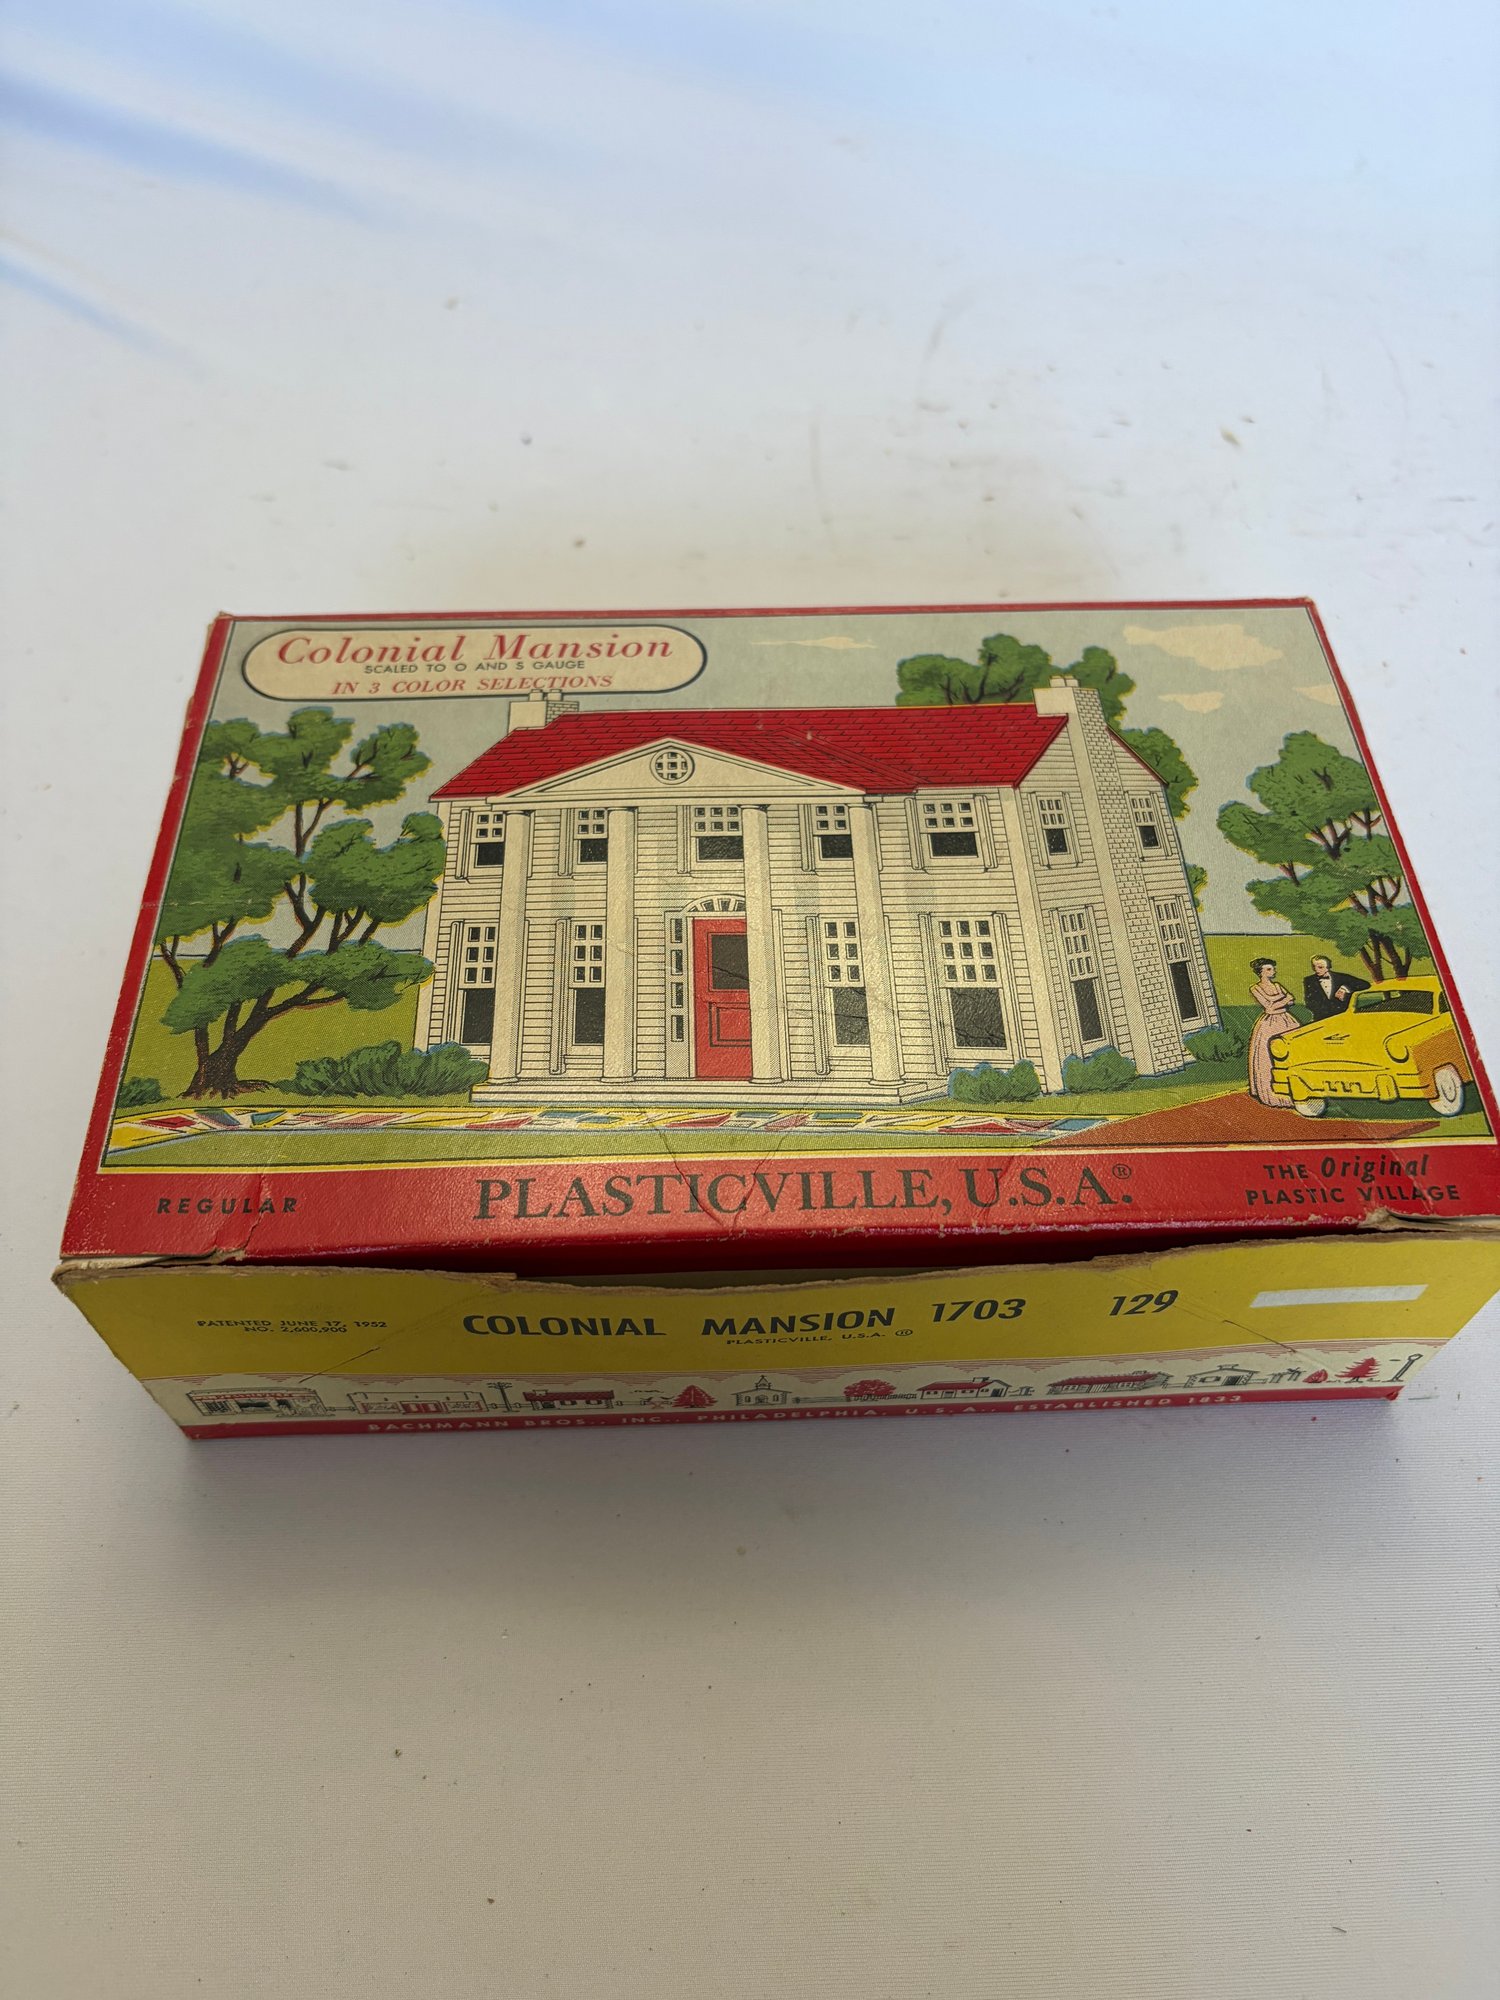 Colonial Mansion
SCALED TO O AND S GAUGE
IN 3 COLOR SELECTIONS
REGULAR
PLASTICVILLE, U.S.A.®
THE Original
PLASTIC VILLAGE
PATENTED JUNE 17, 1952
NO. 2,600,900
COLONIAL MANSION 1703 129
PLASTICVILLE, U.S.A. ®
BACHMANN BROS., INC., PHILADELPHIA, U.S.A., ESTABLISHED 1833